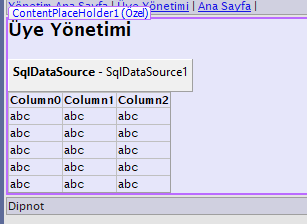 Yönetim Ana Sayfa | Üye Yönetimi | Ana Sayfa |
ContentPlaceHolder1 (Özel)
Üye Yönetimi
SqlDataSource - SqlDataSource1
Column0 Column1 Column2
abc abc abc
abc abc abc
abc abc abc
abc abc abc
abc abc abc
Dipnot